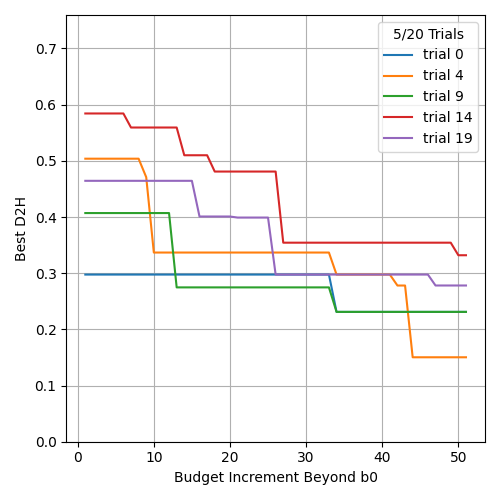 5/20 Trials
trial 0
trial 4
trial 9
trial 14
trial 19
0.7
0.6
0.5
0.4
0.3
0.2
0.1
0.0
Best D2H
0 10 20 30 40 50
Budget Increment Beyond b0